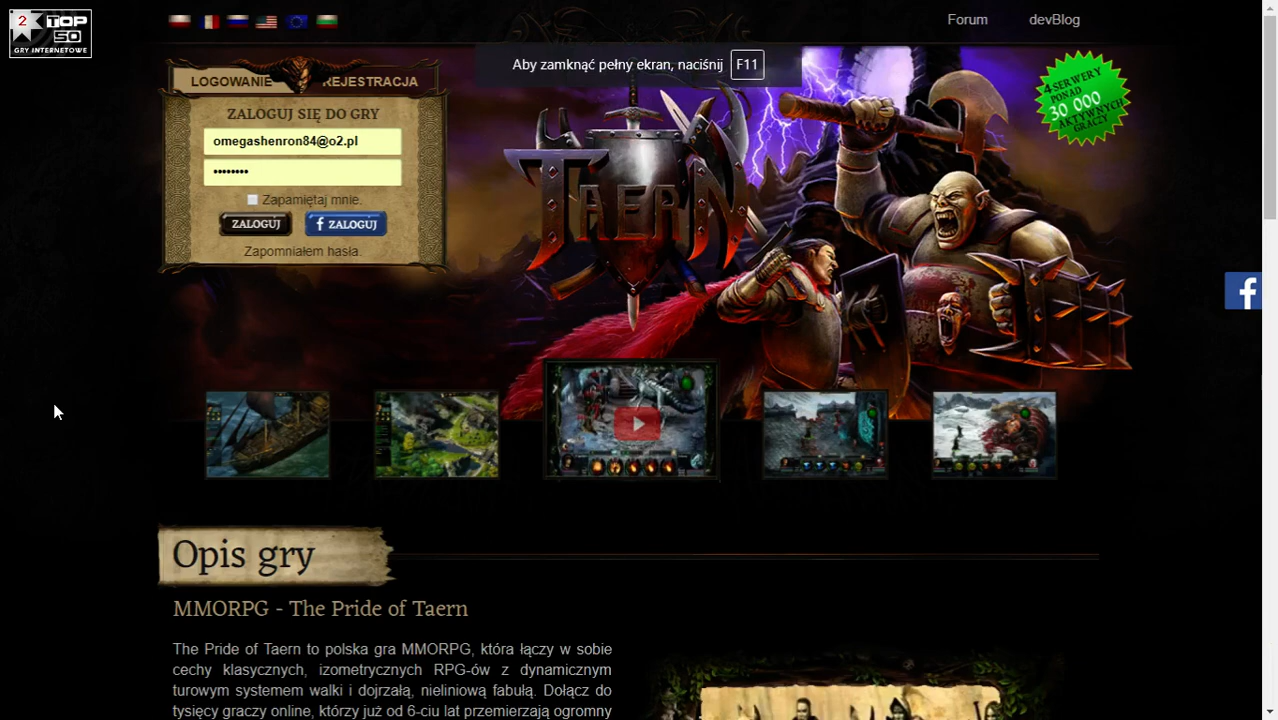 2 TOP
50
GRY INTERNETOWE
Forum devBlog
Aby zamknąć pełny ekran, naciśnij F11
LOGOWANIE REJESTRACJA
ZALOGUJ SIĘ DO GRY
omegashenron84@o2.pl
••••••••
Zapamiętaj mnie.
ZALOGUJ f ZALOGUJ
Zapomniałem hasła.
TAERN
4 SERWERY
PONAD
30 000
AKTYWNYCH
GRACZY
f
Opis gry
MMORPG - The Pride of Taern
The Pride of Taern to polska gra MMORPG, która łączy w sobie
cechy klasycznych, izometrycznych RPG-ów z dynamicznym
turowym systemem walki i dojrzałą, nieliniową fabułą. Dołącz do
tysięcy graczy online, którzy już od 6-ciu lat przemierzają ogromny